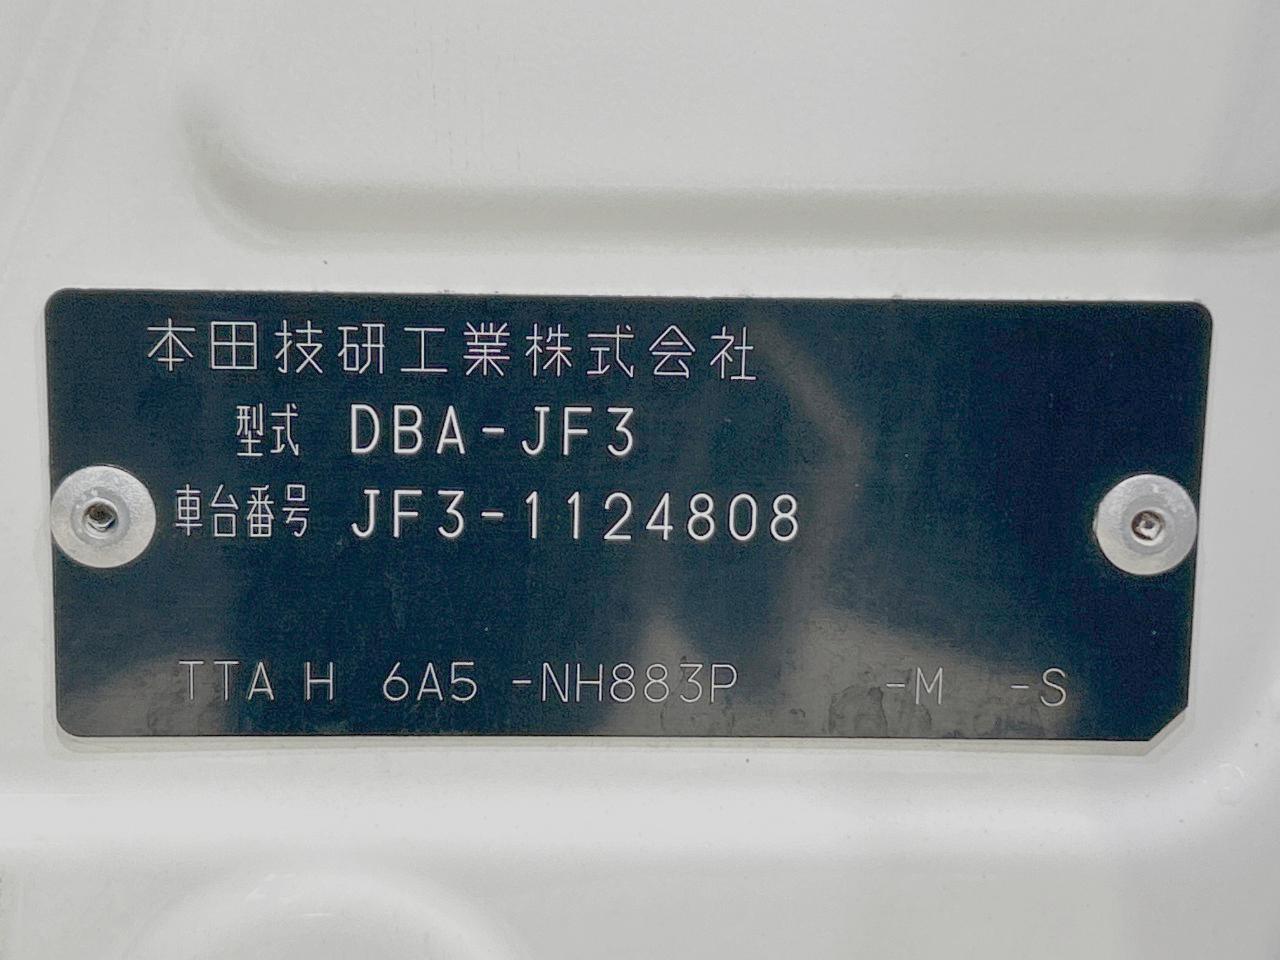 本田技研工業株式会社
型式 DBA-JF3
車台番号 JF3-1124808
TTA H 6A5 -NH883P -M -S